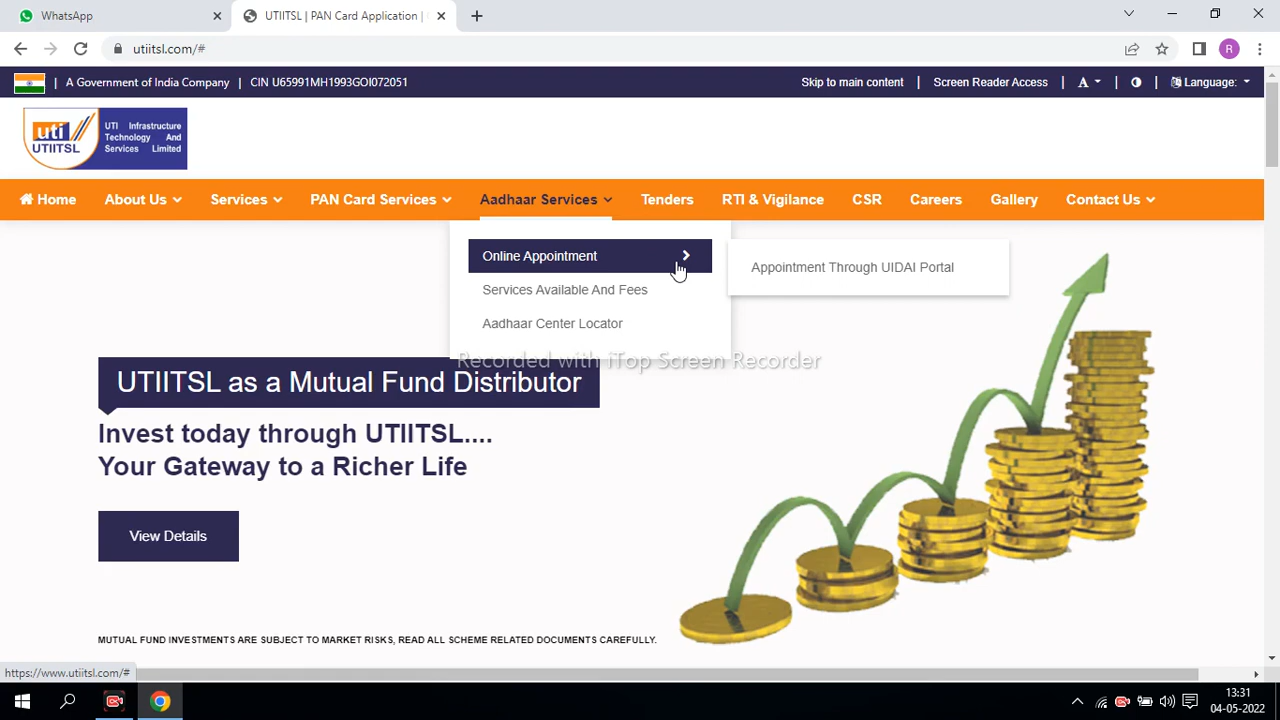 WhatsApp
UTIITSL | PAN Card Application |
utiitsl.com/#
R
A Government of India Company | CIN U65991MH1993GOI072051
Skip to main content | Screen Reader Access | A | Language:
uti
UTIITSL
UTI Infrastructure
Technology And
Services Limited
Home About Us Services PAN Card Services Aadhaar Services Tenders RTI & Vigilance CSR Careers Gallery Contact Us
Online Appointment
Appointment Through UIDAI Portal
Services Available And Fees
Aadhaar Center Locator
Recorded with iTop Screen Recorder
UTIITSL as a Mutual Fund Distributor
Invest today through UTIITSL....
Your Gateway to a Richer Life
View Details
MUTUAL FUND INVESTMENTS ARE SUBJECT TO MARKET RISKS, READ ALL SCHEME RELATED DOCUMENTS CAREFULLY.
https://www.utiitsl.com/#
13:31
04-05-2022